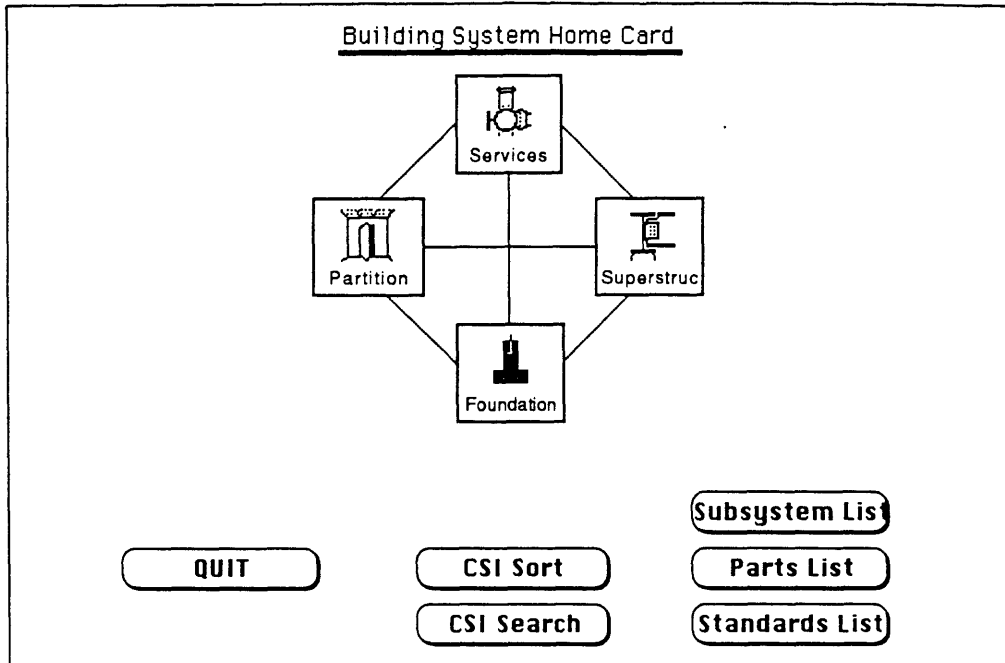 Building System Home Card
Services
Partition
Superstruc
Foundation
Subsystem List
QUIT
CSI Sort
Parts List
CSI Search
Standards List